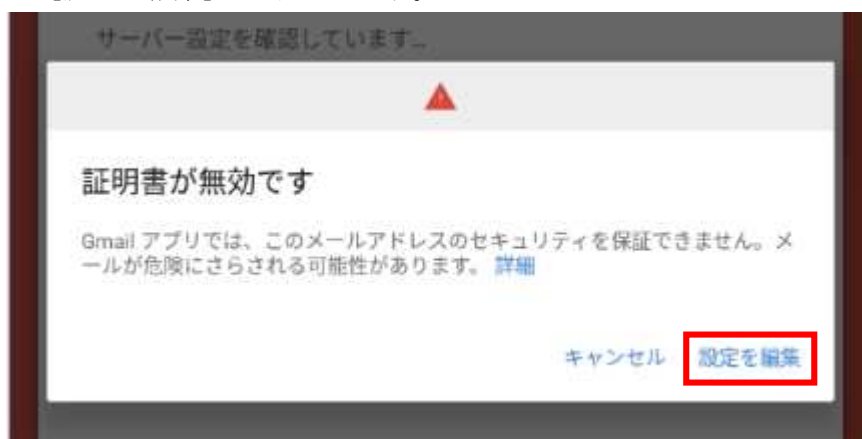 サーバー設定を確認しています…
証明書が無効です
Gmail アプリでは、このメールアドレスのセキュリティを保証できません。メ
ールが危険にさらされる可能性があります。 詳細
キャンセル 設定を編集